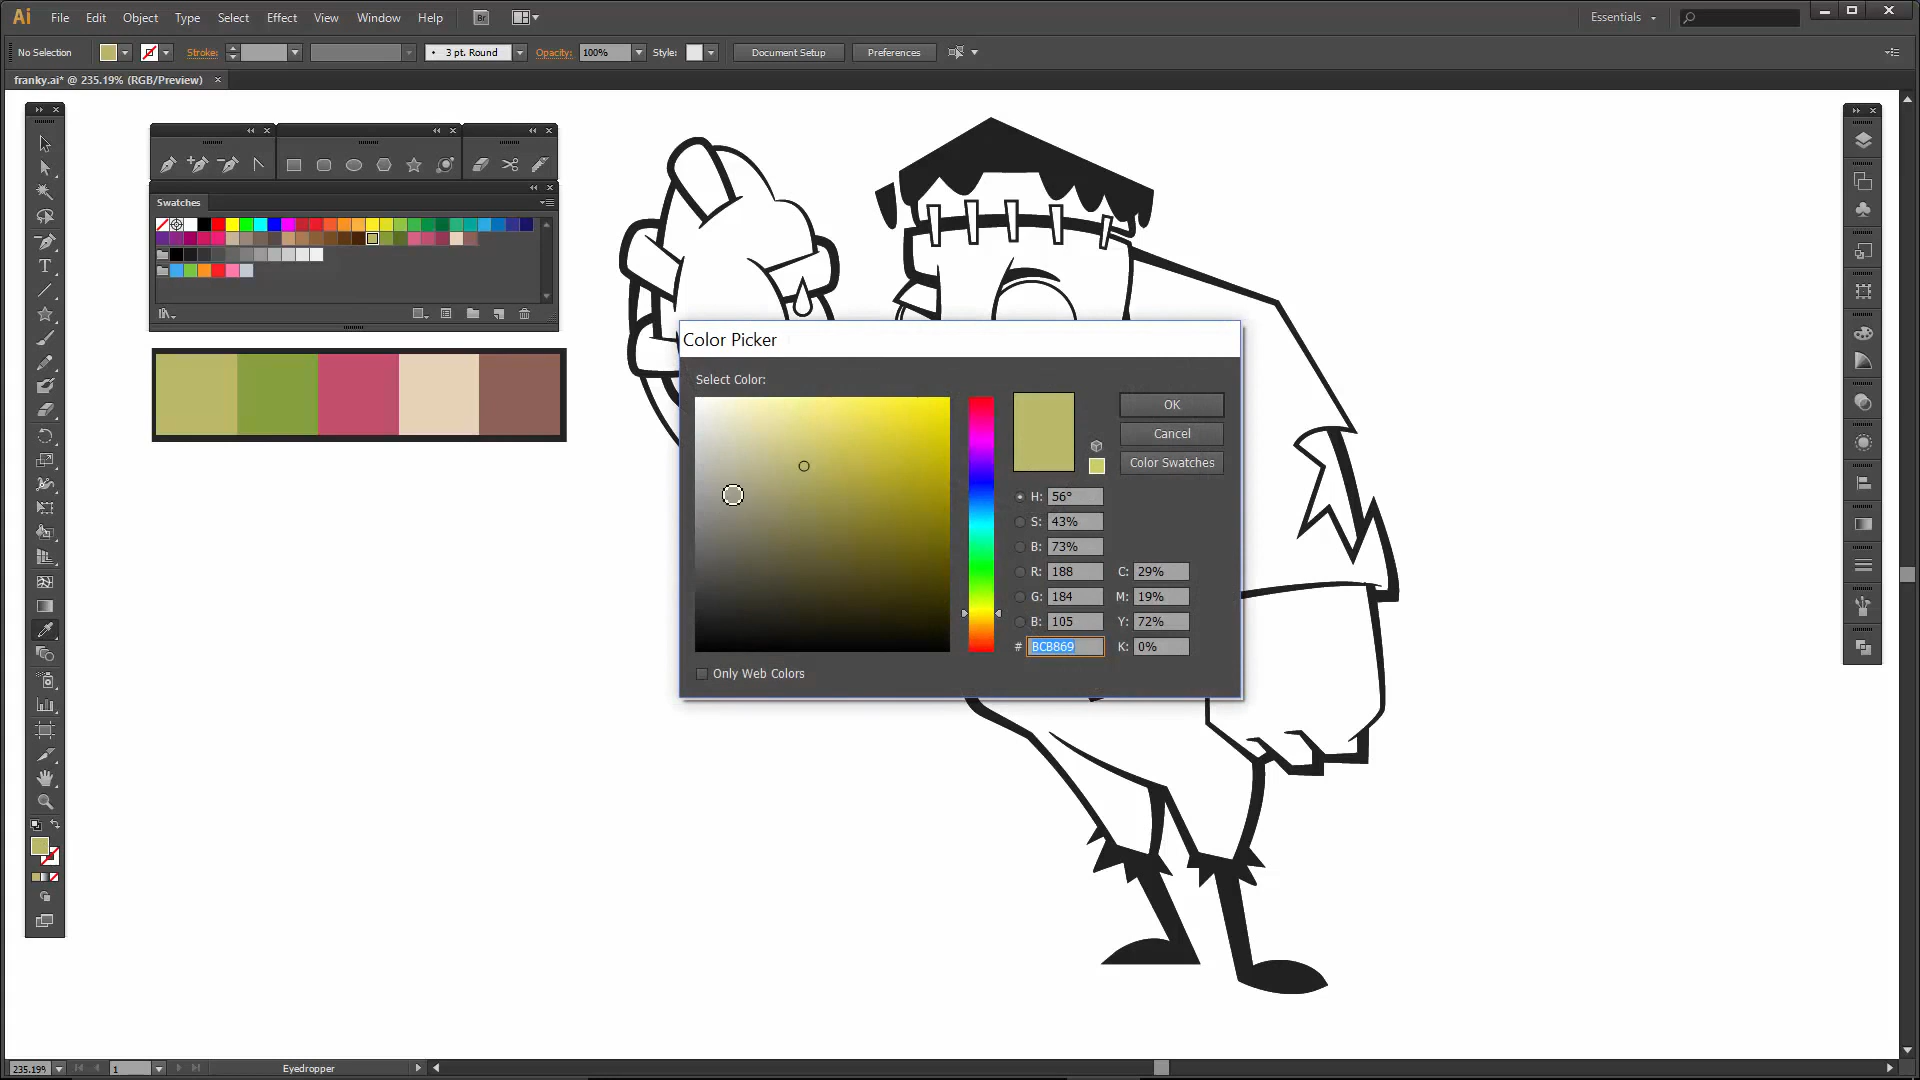 Ai File Edit Object Type Select Effect View Window Help Br Essentials
No Selection Stroke: 3 pt. Round Opacity: 100% Style: Document Setup Preferences
franky.ai* @ 235.19% (RGB/Preview)
Swatches
Color Picker
Select Color:
OK
Cancel
Color Swatches
H: 56°
S: 43%
B: 73%
R: 188 C: 29%
G: 184 M: 19%
B: 105 Y: 72%
# BCB869 K: 0%
Only Web Colors
235.19% 1 Eyedropper